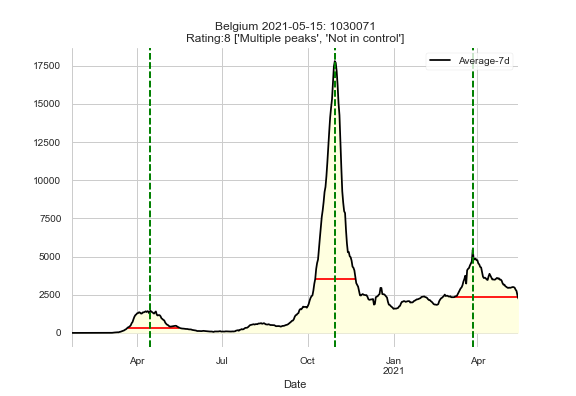 Belgium 2021-05-15: 1030071
Rating:8 ['Multiple peaks', 'Not in control']
Average-7d
17500
15000
12500
10000
7500
5000
2500
0
Apr Jul Oct Jan Apr
2021
Date